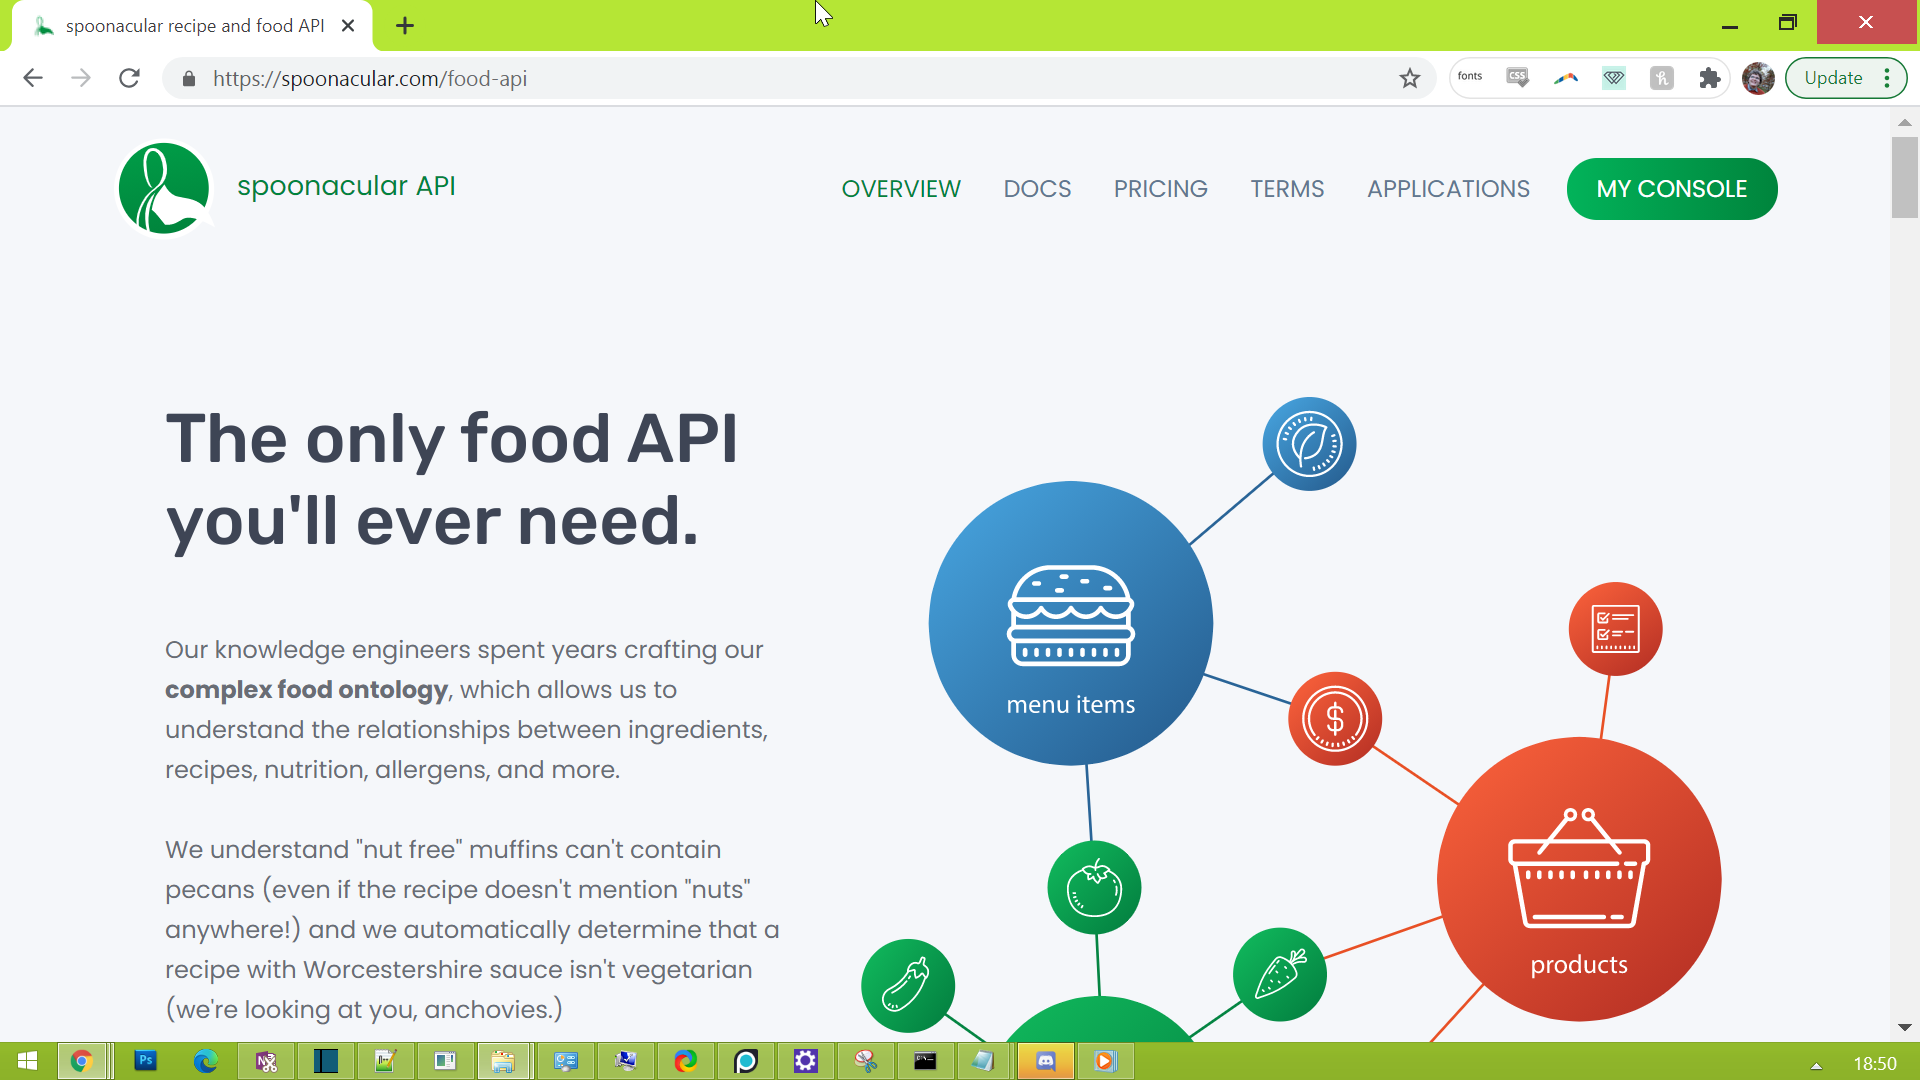 spoonacular recipe and food API
https://spoonacular.com/food-api
fonts
CSS
Update
spoonacular API
OVERVIEW
DOCS
PRICING
TERMS
APPLICATIONS
MY CONSOLE
The only food API
you'll ever need.
Our knowledge engineers spent years crafting our
complex food ontology, which allows us to
understand the relationships between ingredients,
recipes, nutrition, allergens, and more.
We understand "nut free" muffins can't contain
pecans (even if the recipe doesn't mention "nuts"
anywhere!) and we automatically determine that a
recipe with Worcestershire sauce isn't vegetarian
(we're looking at you, anchovies.)
menu items
$
products
Ps
18:50